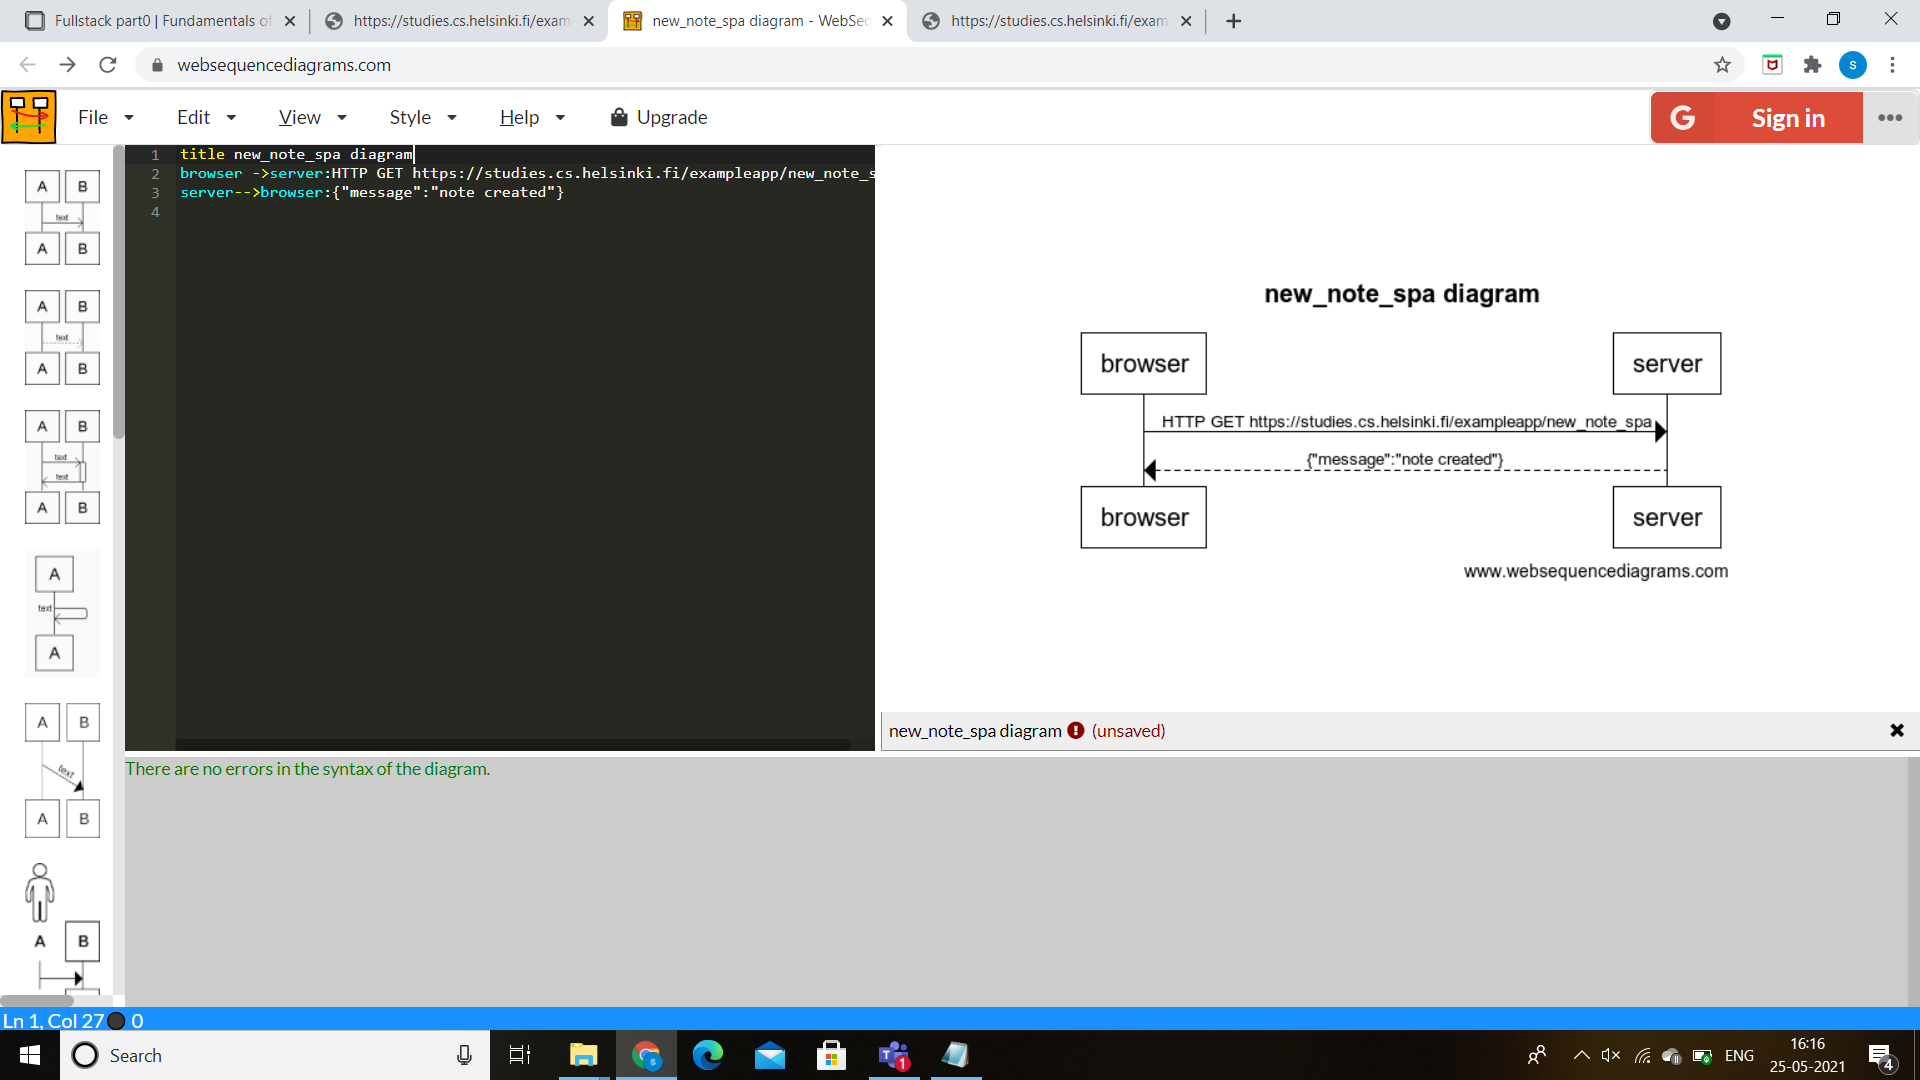 Fullstack part0 | Fundamentals of
https://studies.cs.helsinki.fi/exam
new_note_spa diagram - WebSeq
https://studies.cs.helsinki.fi/exam
websequencediagrams.com
S
File
Edit
View
Style
Help
Upgrade
G
Sign in
1 title new_note_spa diagram
2 browser ->server:HTTP GET https://studies.cs.helsinki.fi/exampleapp/new_note_s
3 server-->browser:{"message":"note created"}
4
A B
text
A B
A B
text
A B
A B
text
text
A B
A
text
A
A B
text
A B
A B
new_note_spa diagram
browser server
HTTP GET https://studies.cs.helsinki.fi/exampleapp/new_note_spa
{"message":"note created"}
browser server
www.websequencediagrams.com
new_note_spa diagram (unsaved)
There are no errors in the syntax of the diagram.
Ln 1, Col 27 0
Search
T
1
ENG
16:16
25-05-2021
4